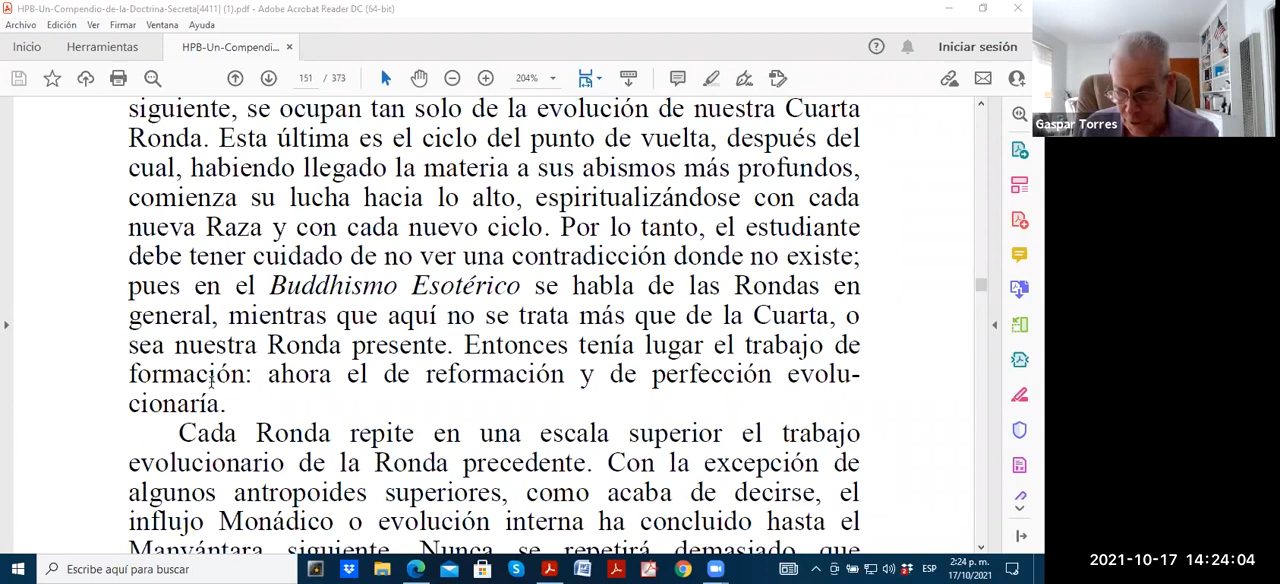 HPB-Un-Compendio-de-la-Doctrina-Secreta[4411] (1).pdf - Adobe Acrobat Reader DC (64-bit)
Archivo Edición Ver Firmar Ventana Ayuda
Inicio Herramientas HPB-Un-Compendi... × Iniciar sesión
151 / 373 204%
siguiente, se ocupan tan solo de la evolución de nuestra Cuarta
Ronda. Esta última es el ciclo del punto de vuelta, después del
cual, habiendo llegado la materia a sus abismos más profundos,
comienza su lucha hacia lo alto, espiritualizándose con cada
nueva Raza y con cada nuevo ciclo. Por lo tanto, el estudiante
debe tener cuidado de no ver una contradicción donde no existe;
pues en el Buddhismo Esotérico se habla de las Rondas en
general, mientras que aquí no se trata más que de la Cuarta, o
sea nuestra Ronda presente. Entonces tenía lugar el trabajo de
formación: ahora el de reformación y de perfección evolu-
cionaría.
Cada Ronda repite en una escala superior el trabajo
evolucionario de la Ronda precedente. Con la excepción de
algunos antropoides superiores, como acaba de decirse, el
influjo Monádico o evolución interna ha concluido hasta el
Manvántara siguiente. Nunca se repetirá demasiado que
Gaspar Torres
Escribe aquí para buscar
ESP
2:24 p. m.
17/10/2021
2021-10-17 14:24:04